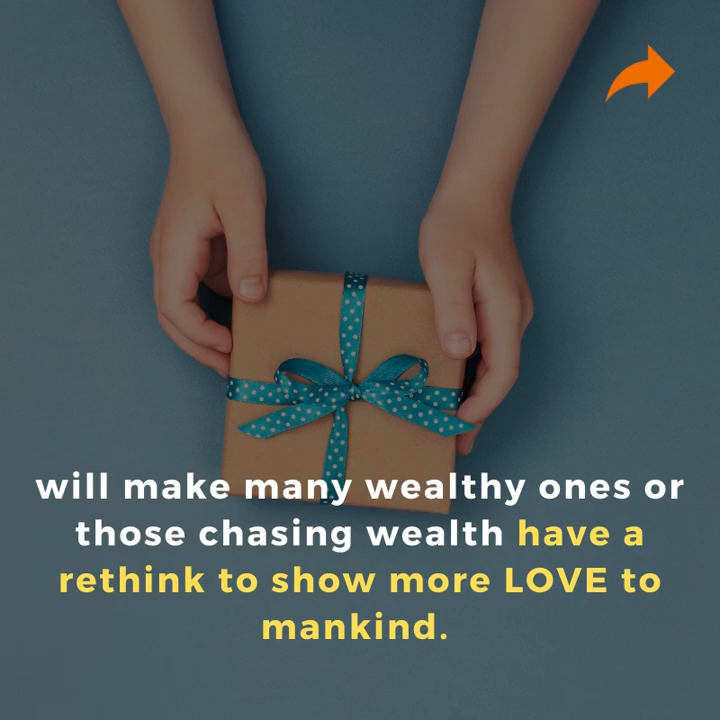 will make many wealthy ones or
those chasing wealth have a
rethink to show more LOVE to
mankind.